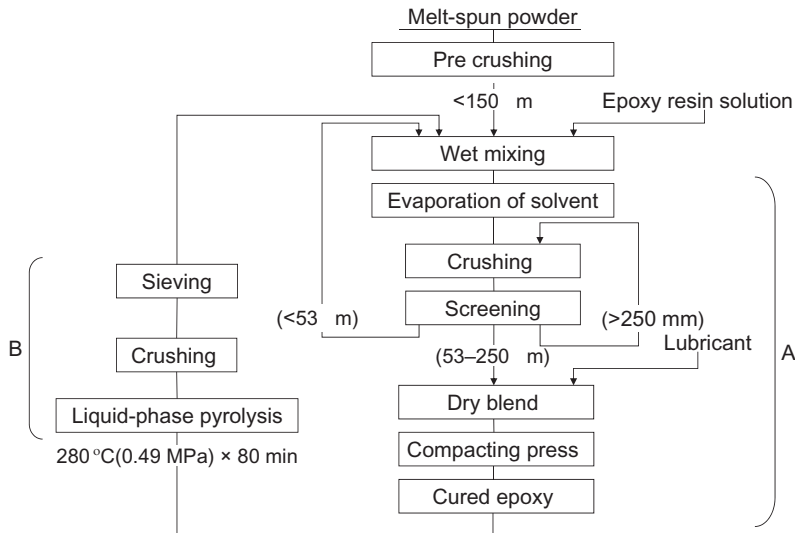 Melt-spun powder
Pre crushing
<150 m
Epoxy resin solution
Wet mixing
Evaporation of solvent
Crushing
Sieving
Screening
(<53 m)
(>250 mm)
B
Crushing
(53–250 m)
Lubricant
A
Liquid-phase pyrolysis
Dry blend
280 °C(0.49 MPa) × 80 min
Compacting press
Cured epoxy